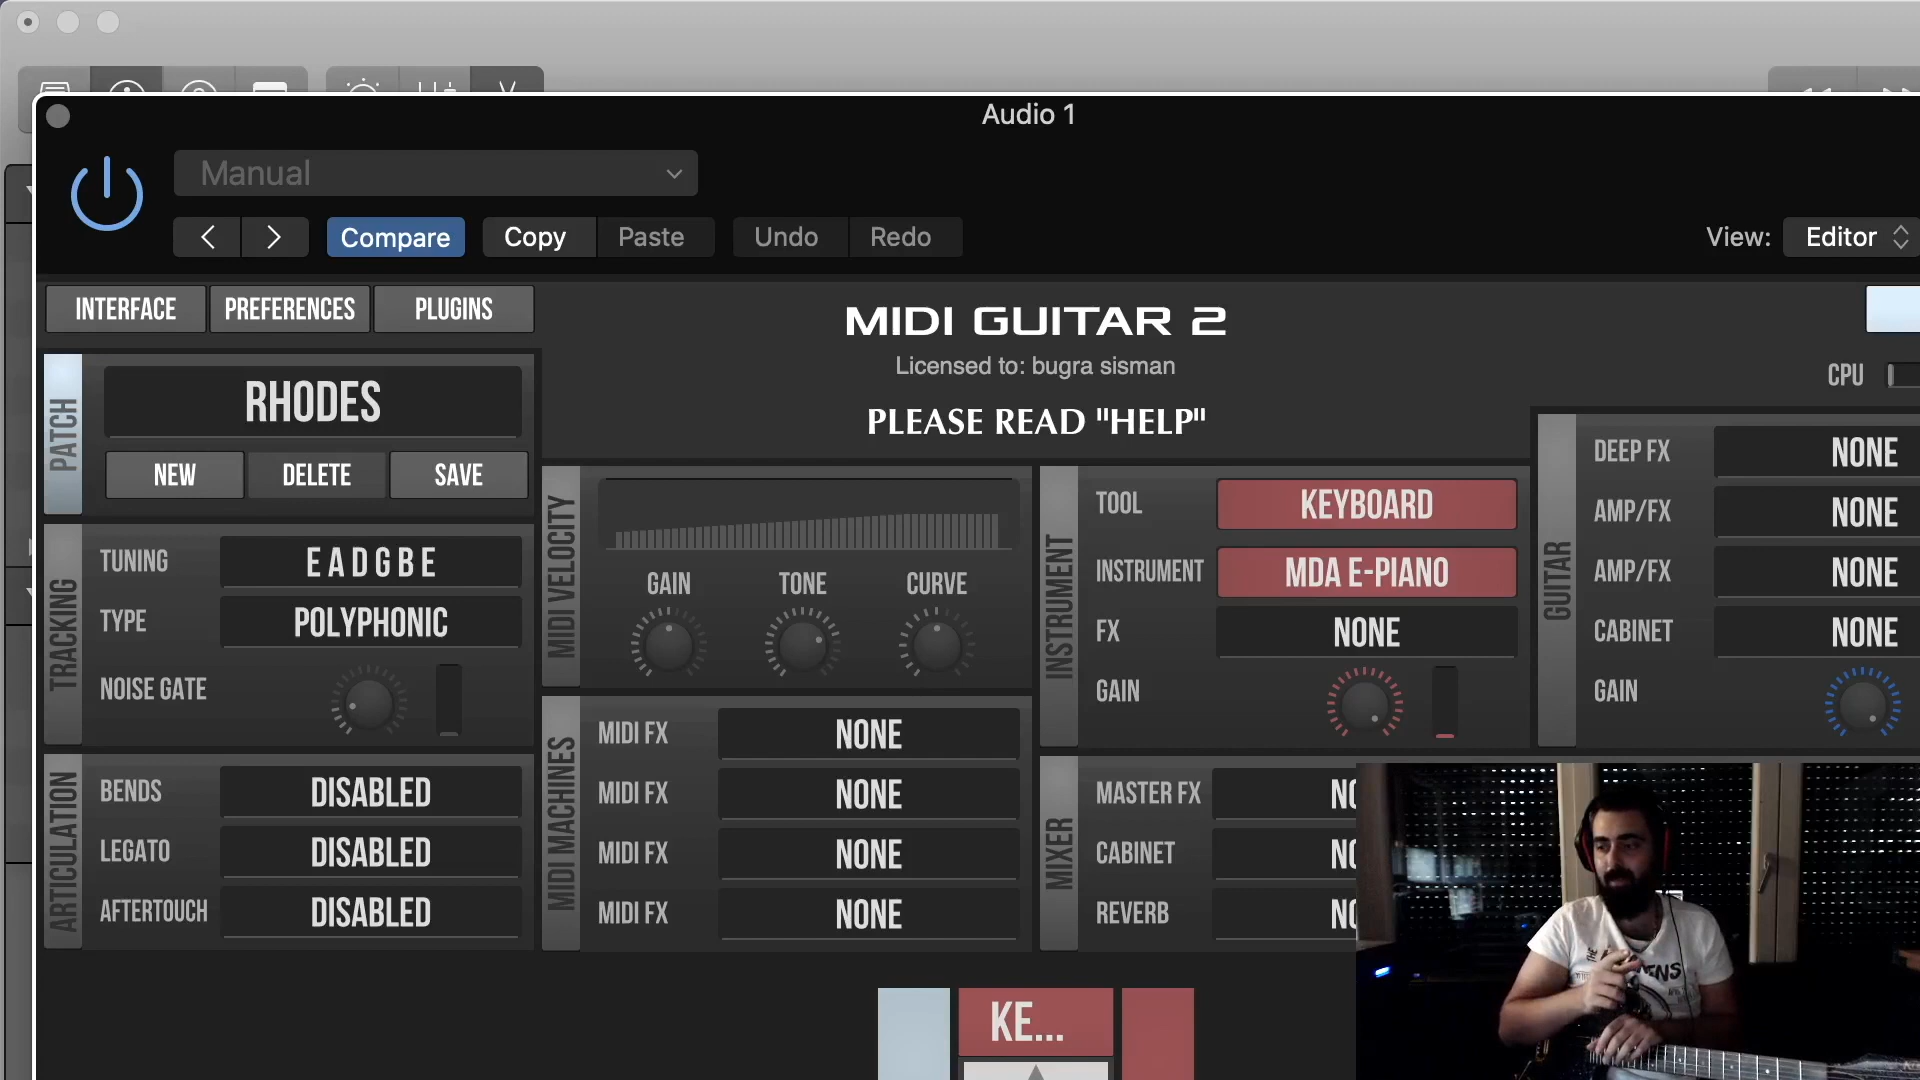 Audio 1
Manual
Compare
Copy
Paste
Undo
Redo
View:
Editor
INTERFACE
PREFERENCES
PLUGINS
MIDI GUITAR 2
Licensed to: bugra sisman
PLEASE READ "HELP"
CPU
PATCH
RHODES
NEW
DELETE
SAVE
TRACKING
TUNING
E A D G B E
TYPE
POLYPHONIC
NOISE GATE
ARTICULATION
BENDS
DISABLED
LEGATO
DISABLED
AFTERTOUCH
DISABLED
MIDI VELOCITY
GAIN
TONE
CURVE
MIDI MACHINES
MIDI FX
NONE
MIDI FX
NONE
MIDI FX
NONE
MIDI FX
NONE
INSTRUMENT
TOOL
KEYBOARD
INSTRUMENT
MDA E-PIANO
FX
NONE
GAIN
MIXER
MASTER FX
CABINET
REVERB
GUITAR
DEEP FX
NONE
AMP/FX
NONE
AMP/FX
NONE
CABINET
NONE
GAIN
KE...